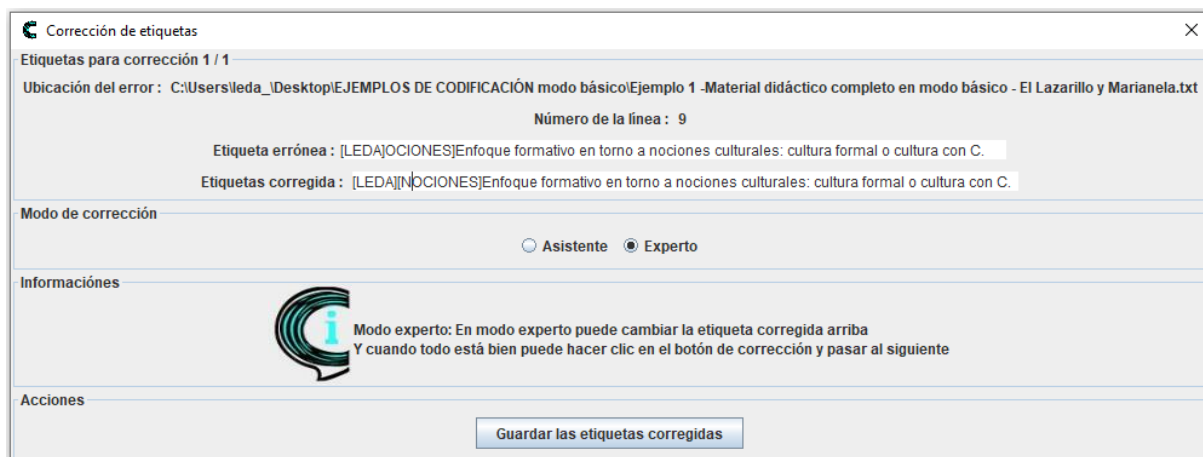 Corrección de etiquetas
Etiquetas para corrección 1 / 1
Ubicación del error : C:\Users\leda_\Desktop\EJEMPLOS DE CODIFICACIÓN modo básico\Ejemplo 1 -Material didáctico completo en modo básico - El Lazarillo y Marianela.txt
Número de la línea : 9
Etiqueta errónea : [LEDA]OCIONES]Enfoque formativo en torno a nociones culturales: cultura formal o cultura con C.
Etiquetas corregida : [LEDA][NOCIONES]Enfoque formativo en torno a nociones culturales: cultura formal o cultura con C.
Modo de corrección
Asistente Experto
Informaciónes
Modo experto: En modo experto puede cambiar la etiqueta corregida arriba
Y cuando todo está bien puede hacer clic en el botón de corrección y pasar al siguiente
Acciones
Guardar las etiquetas corregidas